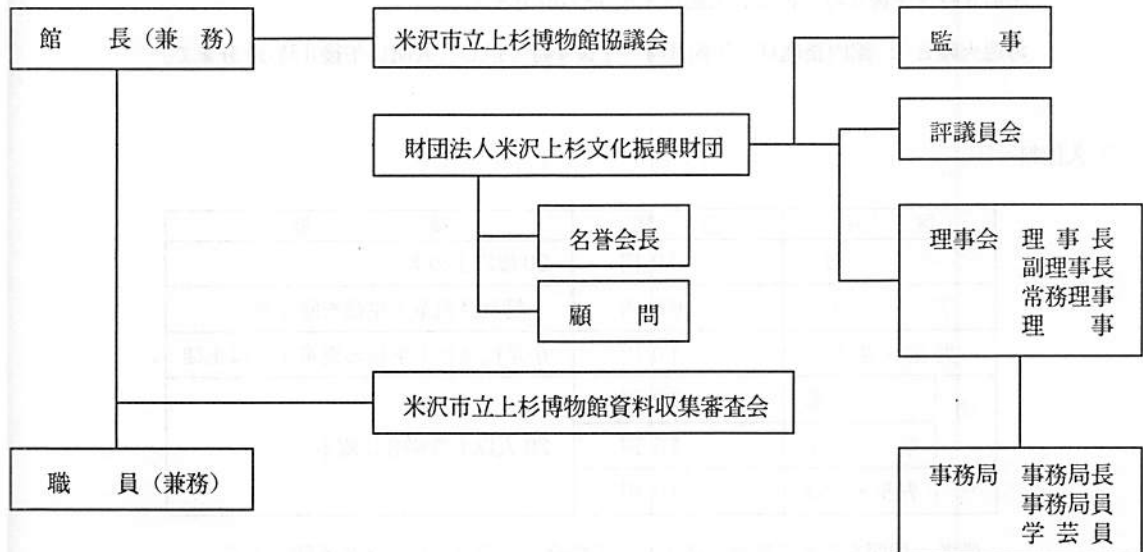 館　長（兼　務）
米沢市立上杉博物館協議会
監　事
財団法人米沢上杉文化振興財団
評議員会
名誉会長
顧　問
理事会　理　事　長
副理事長
常務理事
理　　事
米沢市立上杉博物館資料収集審査会
職　員（兼務）
事務局　事務局長
事務局員
学　芸　員